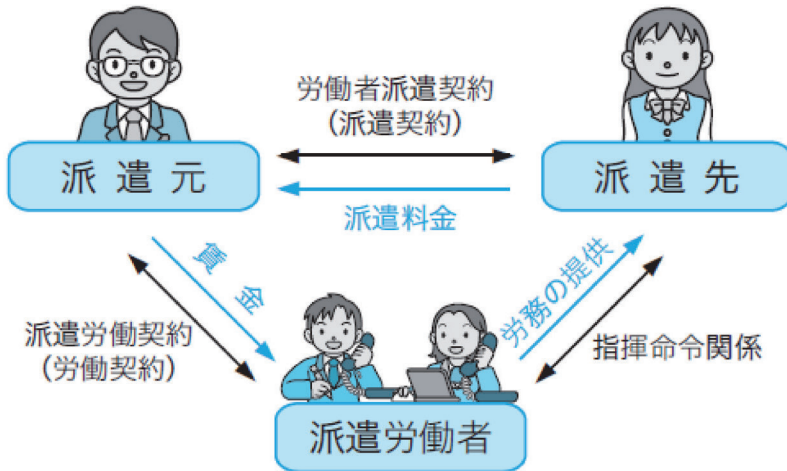 労働者派遣契約
(派遣契約)
派遣元
派遣先
派遣料金
賃金
労務の提供
派遣労働契約
(労働契約)
指揮命令関係
派遣労働者